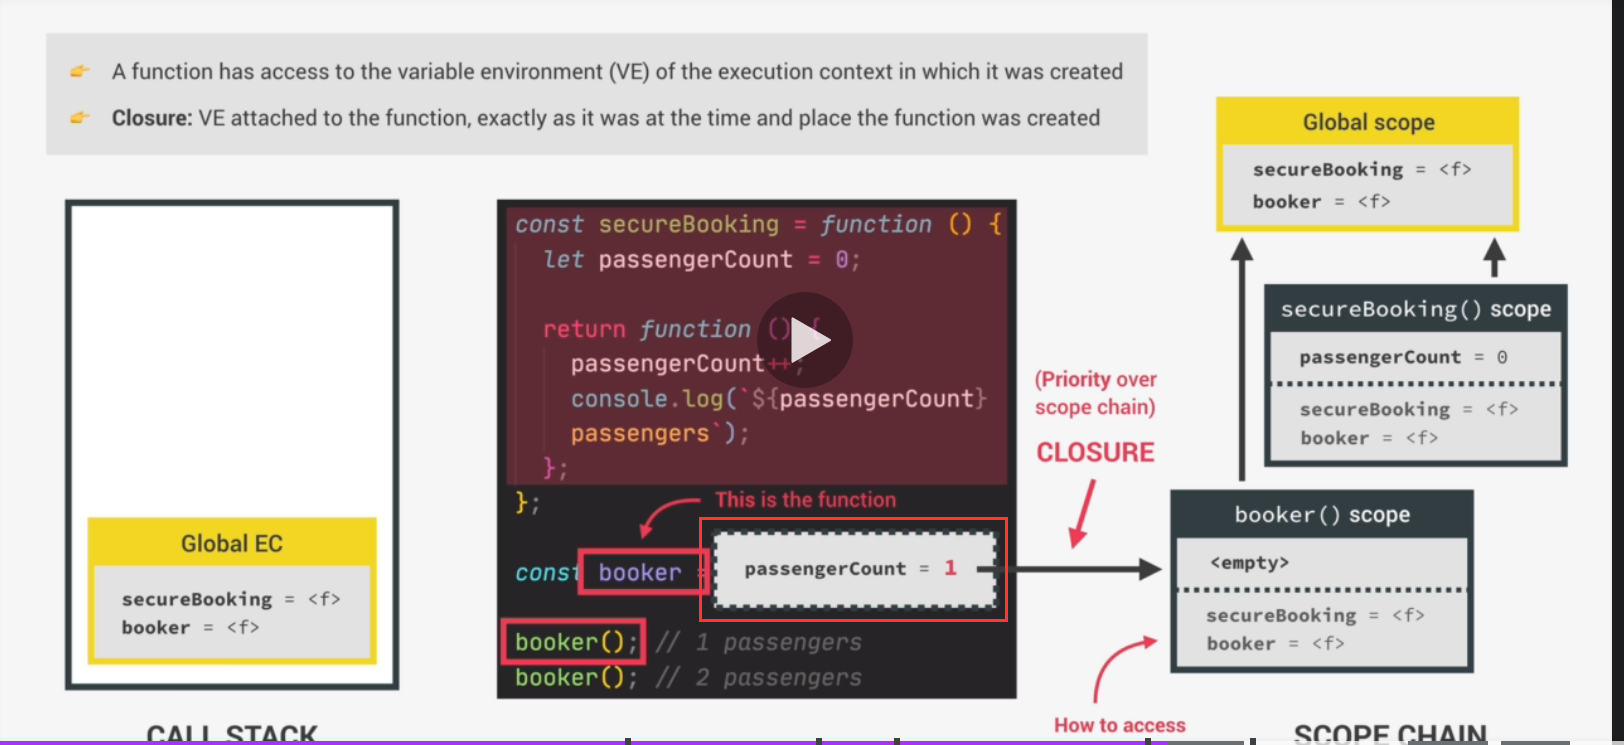 👉 A function has access to the variable environment (VE) of the execution context in which it was created
👉 Closure: VE attached to the function, exactly as it was at the time and place the function was created
Global EC
secureBooking = <f>
booker = <f>
CALL STACK
const secureBooking = function () {
let passengerCount = 0;
return function () {
passengerCount++;
console.log(`${passengerCount}
passengers`);
};
};
This is the function
const booker =
passengerCount = 1
booker(); // 1 passengers
booker(); // 2 passengers
(Priority over
scope chain)
CLOSURE
How to access
Global scope
secureBooking = <f>
booker = <f>
secureBooking() scope
passengerCount = 0
secureBooking = <f>
booker = <f>
booker() scope
<empty>
secureBooking = <f>
booker = <f>
SCOPE CHAIN